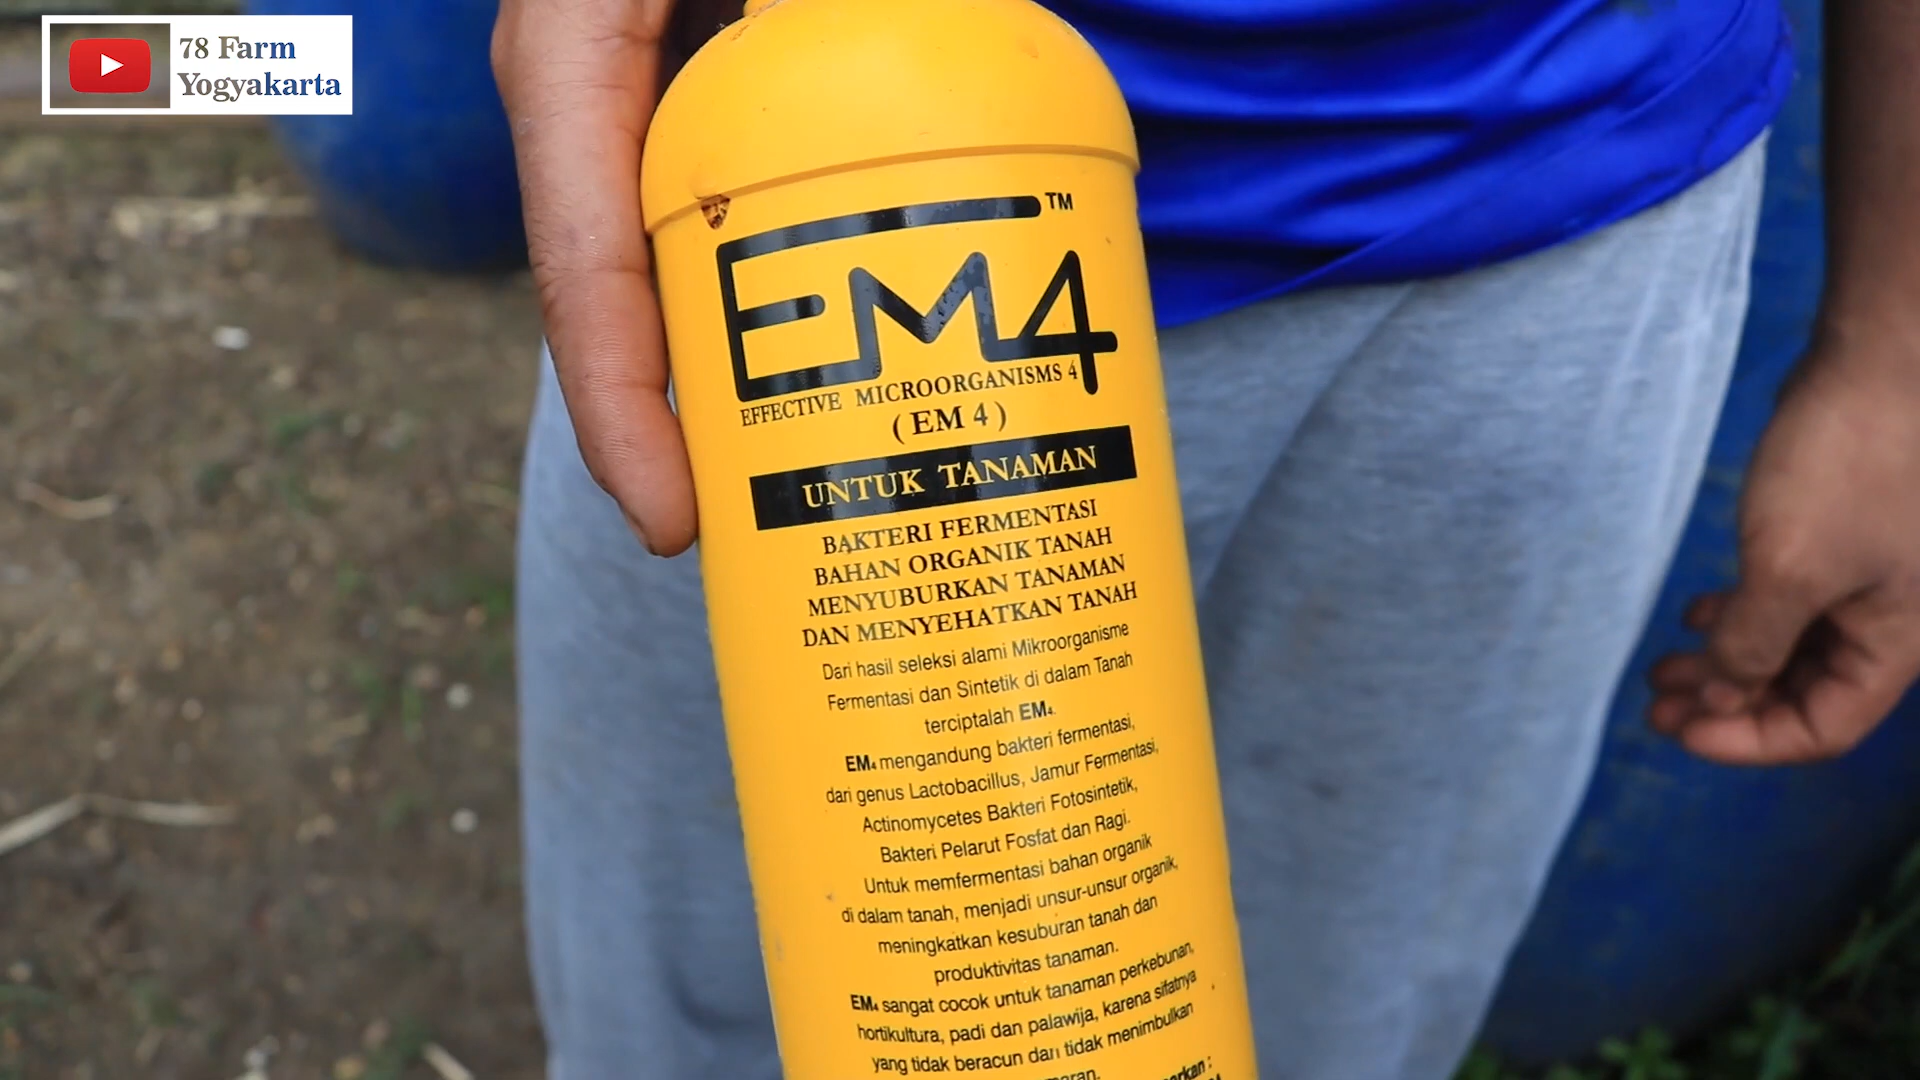 78 Farm
Yogyakarta
EM4 TM
EFFECTIVE MICROORGANISMS 4
( EM 4 )
UNTUK TANAMAN
BAKTERI FERMENTASI
BAHAN ORGANIK TANAH
MENYUBURKAN TANAMAN
DAN MENYEHATKAN TANAH
Dari hasil seleksi alami Mikroorganisme
Fermentasi dan Sintetik di dalam Tanah
terciptalah EM4.
EM4 mengandung bakteri fermentasi,
dari genus Lactobacillus, Jamur Fermentasi,
Actinomycetes Bakteri Fotosintetik,
Bakteri Pelarut Fosfat dan Ragi.
Untuk memfermentasi bahan organik
di dalam tanah, menjadi unsur-unsur organik,
meningkatkan kesuburan tanah dan
produktivitas tanaman.
EM4 sangat cocok untuk tanaman perkebunan,
hortikultura, padi dan palawija, karena sifatnya
yang tidak beracun dan tidak menimbulkan